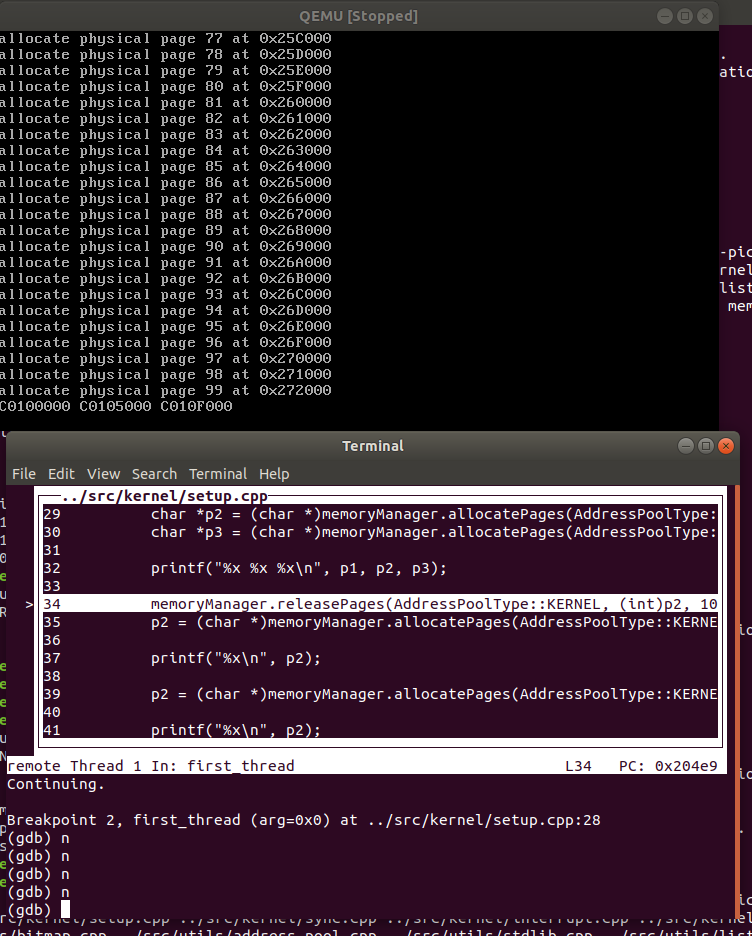 QEMU [Stopped]
allocate physical page 77 at 0x25C000
allocate physical page 78 at 0x25D000
allocate physical page 79 at 0x25E000
allocate physical page 80 at 0x25F000
allocate physical page 81 at 0x260000
allocate physical page 82 at 0x261000
allocate physical page 83 at 0x262000
allocate physical page 84 at 0x263000
allocate physical page 85 at 0x264000
allocate physical page 86 at 0x265000
allocate physical page 87 at 0x266000
allocate physical page 88 at 0x267000
allocate physical page 89 at 0x268000
allocate physical page 90 at 0x269000
allocate physical page 91 at 0x26A000
allocate physical page 92 at 0x26B000
allocate physical page 93 at 0x26C000
allocate physical page 94 at 0x26D000
allocate physical page 95 at 0x26E000
allocate physical page 96 at 0x26F000
allocate physical page 97 at 0x270000
allocate physical page 98 at 0x271000
allocate physical page 99 at 0x272000
C0100000 C0105000 C010F000
Terminal
File Edit View Search Terminal Help
../src/kernel/setup.cpp
29 char *p2 = (char *)memoryManager.allocatePages(AddressPoolType:
30 char *p3 = (char *)memoryManager.allocatePages(AddressPoolType:
31
32 printf("%x %x %x\n", p1, p2, p3);
33
>34 memoryManager.releasePages(AddressPoolType::KERNEL, (int)p2, 10
35 p2 = (char *)memoryManager.allocatePages(AddressPoolType::KERNE
36
37 printf("%x\n", p2);
38
39 p2 = (char *)memoryManager.allocatePages(AddressPoolType::KERNE
40
41 printf("%x\n", p2);
remote Thread 1 In: first_thread L34 PC: 0x204e9
Continuing.
Breakpoint 2, first_thread (arg=0x0) at ../src/kernel/setup.cpp:28
(gdb) n
(gdb) n
(gdb) n
(gdb) n
(gdb)